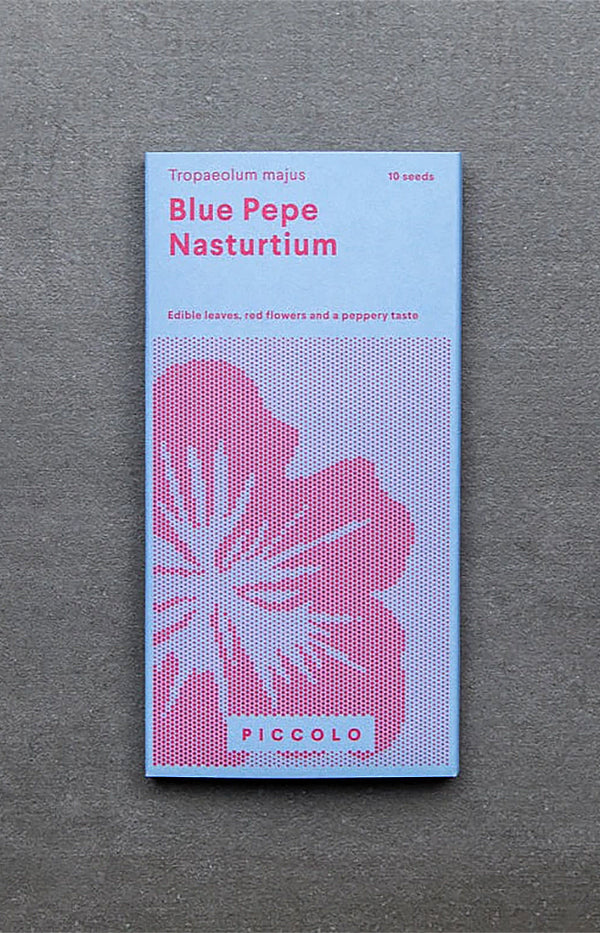 Tropaeolum majus 10 seeds
Blue Pepe
Nasturtium
Edible leaves, red flowers and a peppery taste
PICCOLO